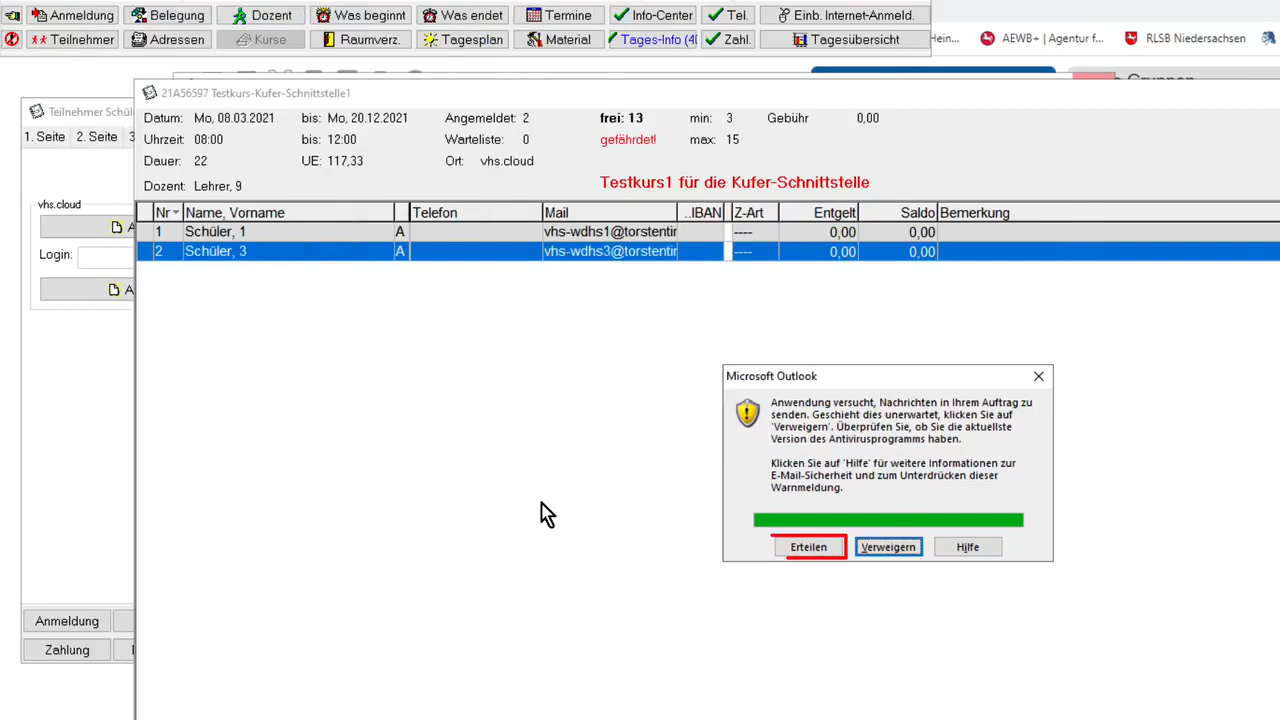 Anmeldung Belegung Dozent Was beginnt Was endet Termine Info-Center Tel. Einb. Internet-Anmeld.
Teilnehmer Adressen Kurse Raumverz. Tagesplan Material Tages-Info (4( Zahl. Tagesübersicht Hein... AEWB+ | Agentur f... RLSB Niedersachsen
21A56597 Testkurs-Kufer-Schnittstelle1
Teilnehmer Schül
1. Seite 2. Seite 3
Datum: Mo, 08.03.2021 bis: Mo, 20.12.2021 Angemeldet: 2 frei: 13 min: 3 Gebühr 0,00
Uhrzeit: 08:00 bis: 12:00 Warteliste: 0 gefährdet! max: 15
Dauer: 22 UE: 117,33 Ort: vhs.cloud
Dozent: Lehrer, 9
Testkurs1 für die Kufer-Schnittstelle
vhs.cloud
A
Login:
A
Nr Name, Vorname Telefon Mail ..IBAN Z-Art Entgelt Saldo Bemerkung
1 Schüler, 1 A vhs-wdhs1@torstentir ---- 0,00 0,00
2 Schüler, 3 A vhs-wdhs3@torstentir ---- 0,00 0,00
Microsoft Outlook
Anwendung versucht, Nachrichten in Ihrem Auftrag zu
senden. Geschieht dies unerwartet, klicken Sie auf
'Verweigern'. Überprüfen Sie, ob Sie die aktuellste
Version des Antivirusprogramms haben.
Klicken Sie auf 'Hilfe' für weitere Informationen zur
E-Mail-Sicherheit und zum Unterdrücken dieser
Warnmeldung.
Erteilen Verweigern Hilfe
Anmeldung
Zahlung